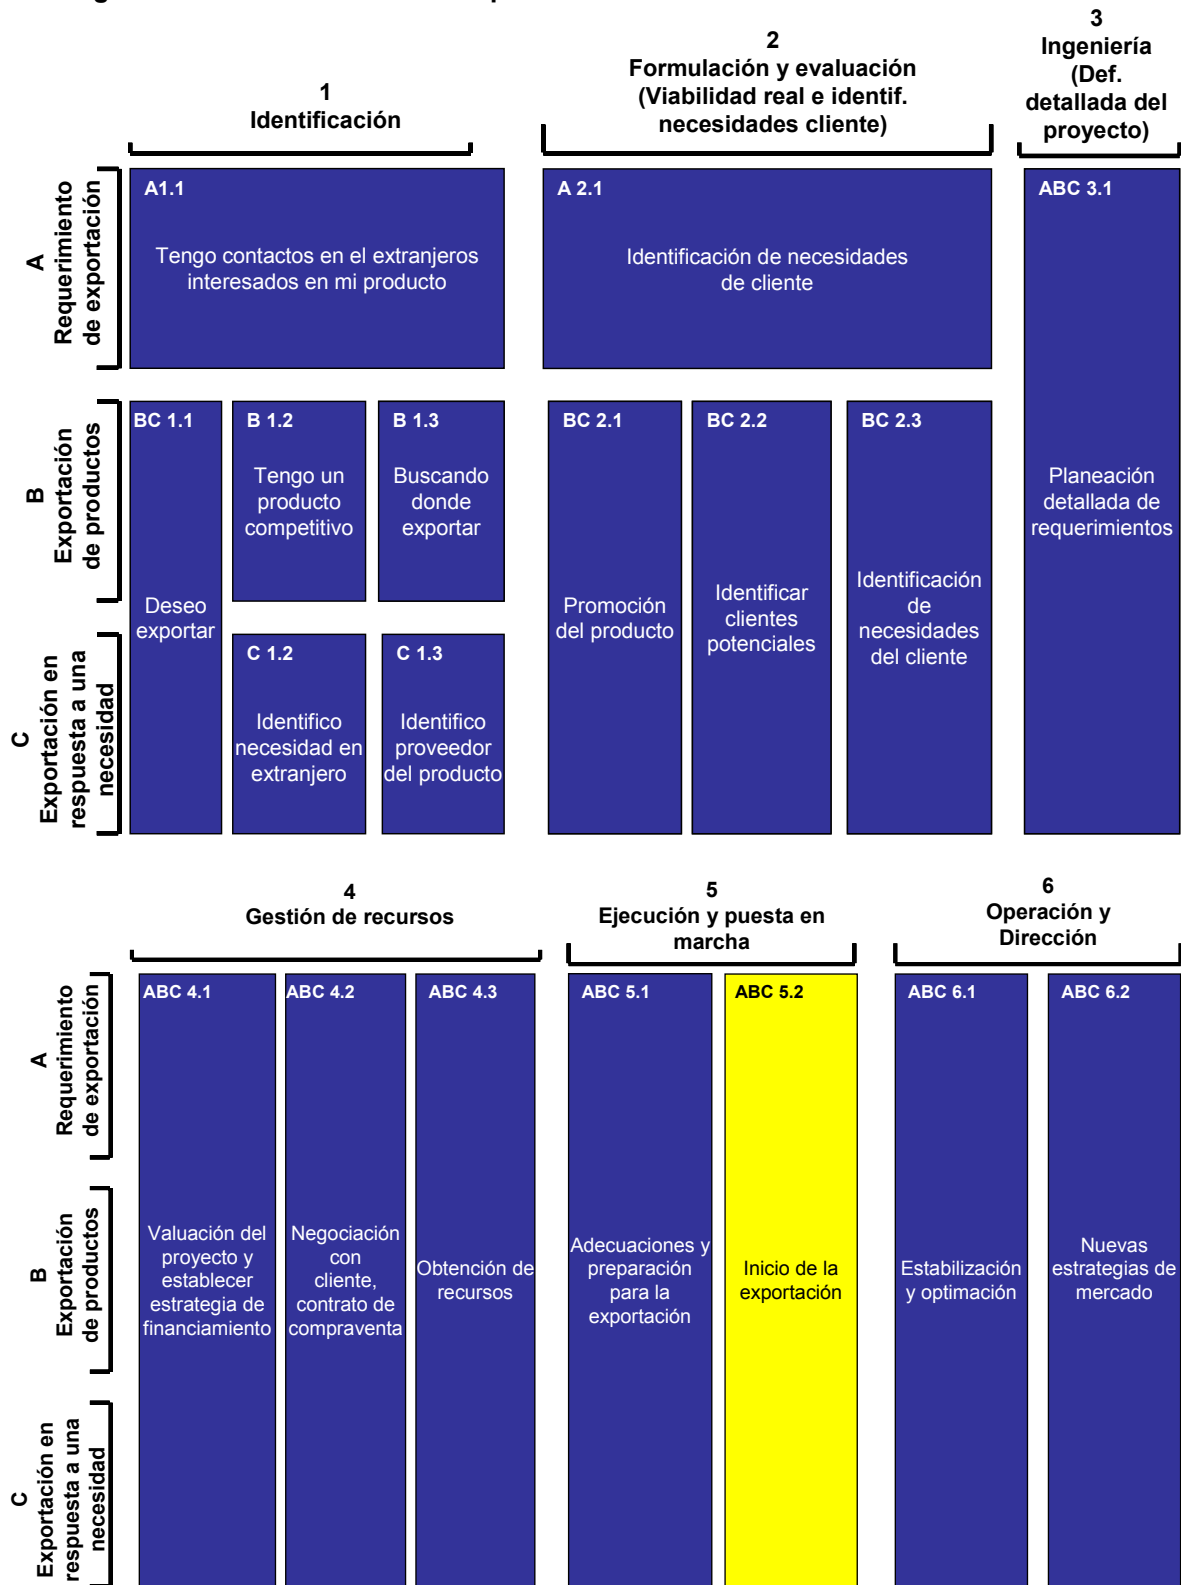 1
Identificación
2
Formulación y evaluación
(Viabilidad real e identif.
necesidades cliente)
3
Ingeniería
(Def.
detallada del
proyecto)
A
Requerimiento
de exportación
A1.1
Tengo contactos en el extranjeros
interesados en mi producto
A 2.1
Identificación de necesidades
de cliente
ABC 3.1
Planeación
detallada de
requerimientos
B
Exportación
de productos
BC 1.1
Deseo
exportar
B 1.2
Tengo un
producto
competitivo
B 1.3
Buscando
donde
exportar
BC 2.1
Promoción
del producto
BC 2.2
Identificar
clientes
potenciales
BC 2.3
Identificación
de
necesidades
del cliente
C
Exportación en
respuesta a una
necesidad
C 1.2
Identifico
necesidad en
extranjero
C 1.3
Identifico
proveedor
del producto
4
Gestión de recursos
5
Ejecución y puesta en
marcha
6
Operación y
Dirección
A
Requerimiento
de exportación
B
Exportación
de productos
C
Exportación en
respuesta a una
necesidad
ABC 4.1
Valuación del
proyecto y
establecer
estrategia de
financiamiento
ABC 4.2
Negociación
con
cliente,
contrato de
compraventa
ABC 4.3
Obtención de
recursos
ABC 5.1
Adecuaciones y
preparación
para la
exportación
ABC 5.2
Inicio de la
exportación
ABC 6.1
Estabilización
y optimación
ABC 6.2
Nuevas
estrategias de
mercado